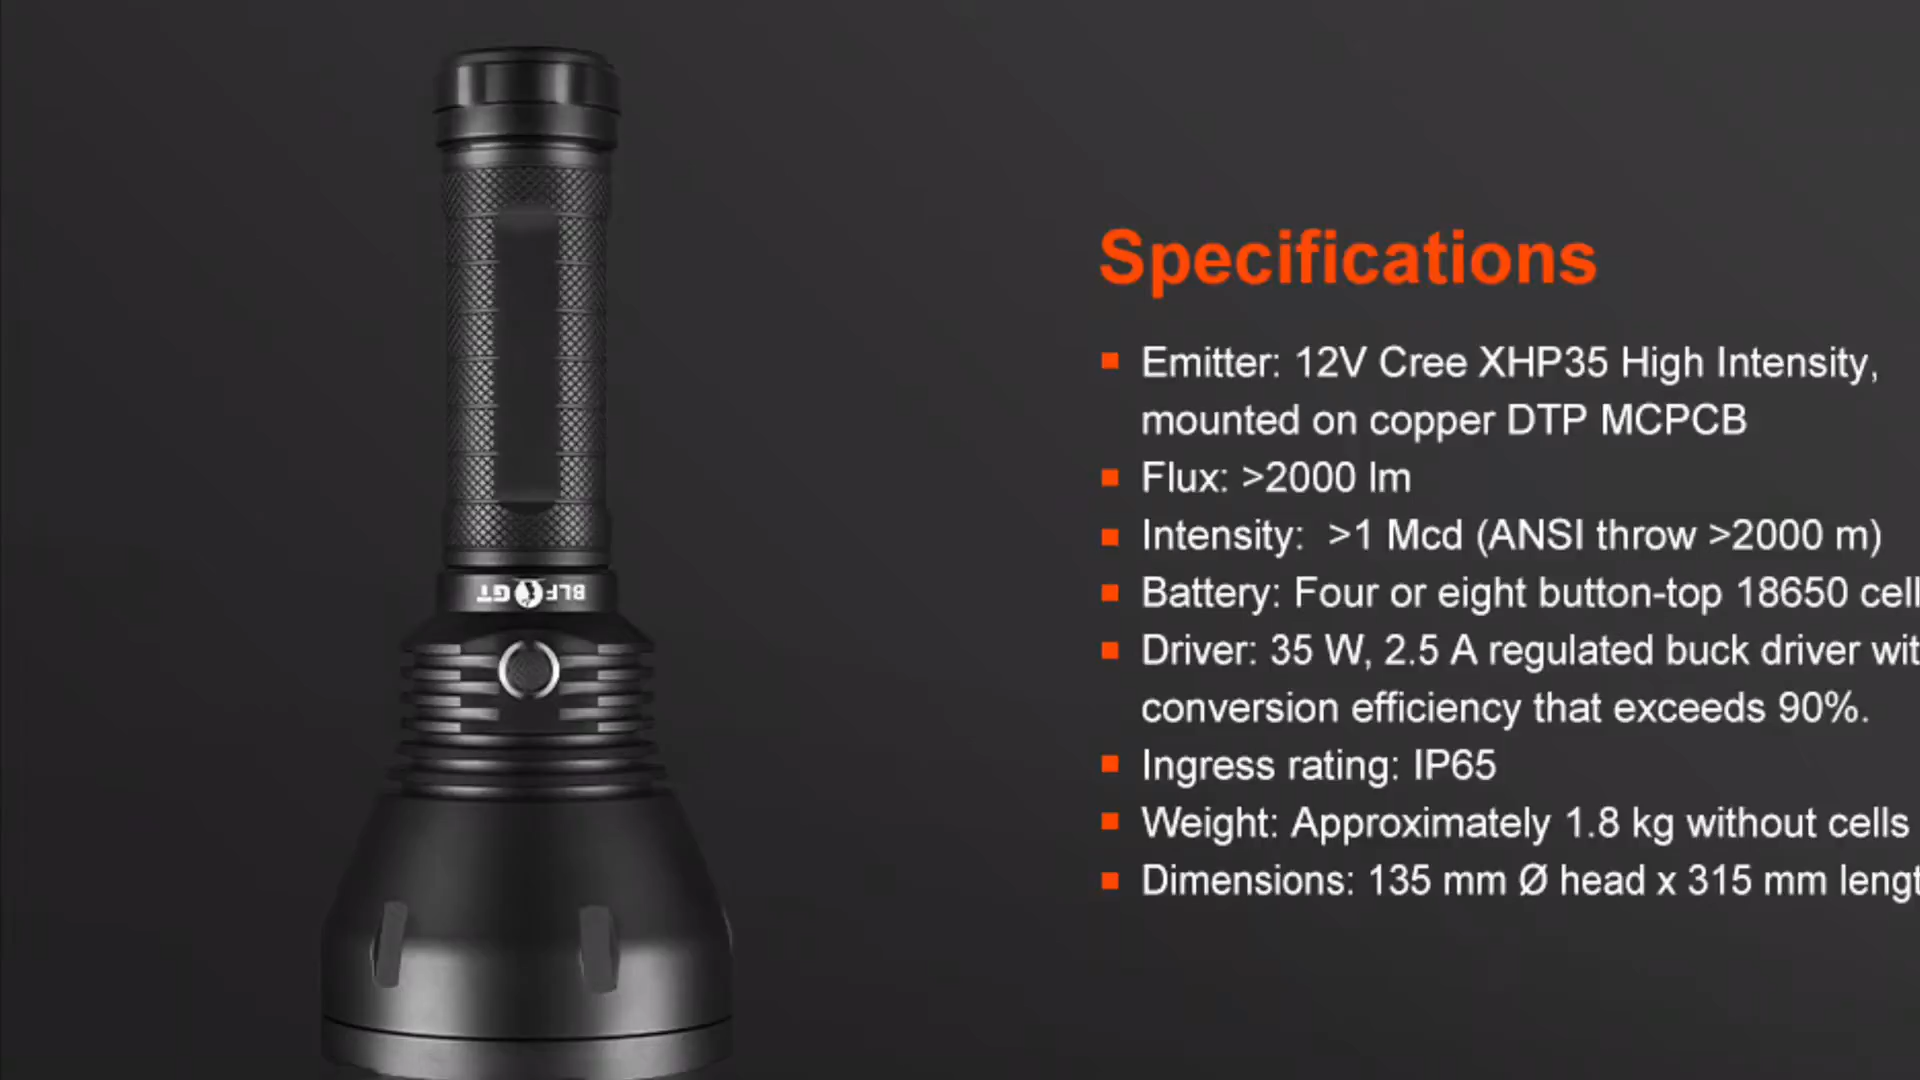 BLF GT
Specifications
Emitter: 12V Cree XHP35 High Intensity,
mounted on copper DTP MCPCB
Flux: >2000 lm
Intensity: >1 Mcd (ANSI throw >2000 m)
Battery: Four or eight button-top 18650 cell
Driver: 35 W, 2.5 A regulated buck driver wit
conversion efficiency that exceeds 90%.
Ingress rating: IP65
Weight: Approximately 1.8 kg without cells
Dimensions: 135 mm Ø head x 315 mm lengt